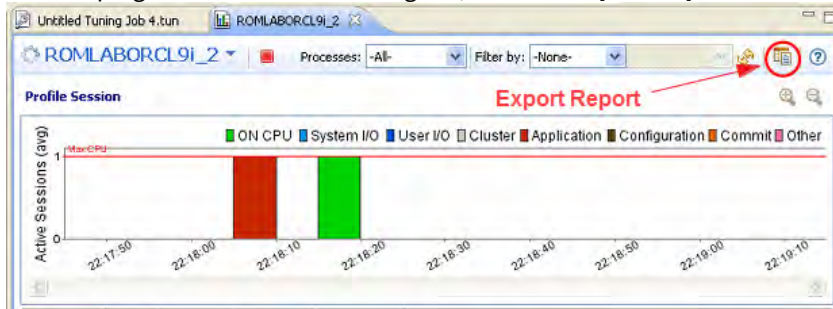 Untitled Tuning Job 4.tun ROMLABORCL9i_2
ROMLABORCL9i_2 Processes: -All- Filter by: -None-
Export Report
Profile Session
ON CPU System I/O User I/O Cluster Application Configuration Commit Other
Max CPU
1
Active Sessions (avg)
0
22:17:50 22:18:00 22:18:10 22:18:20 22:18:30 22:18:40 22:18:50 22:19:00 22:19:10